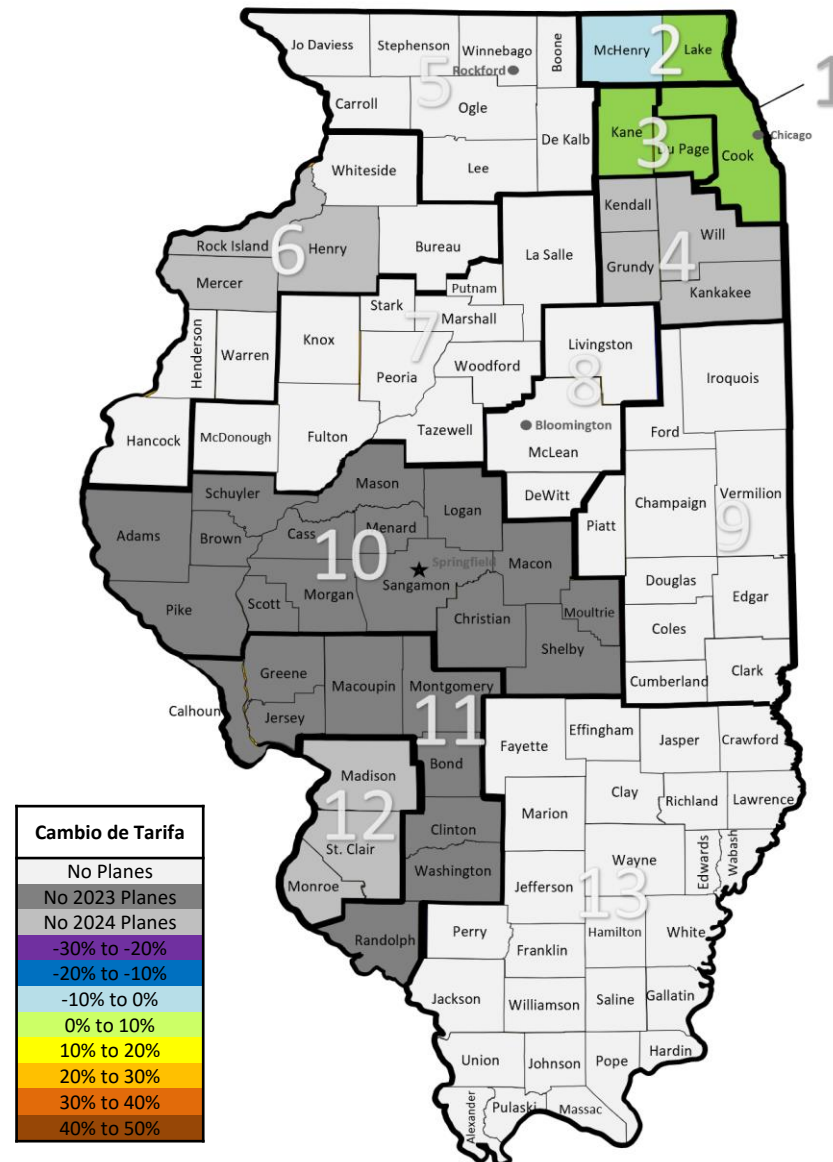 Jo Daviess
Stephenson
Winnebago
Boone
McHenry
2
Lake
1
Rockford
5
Carroll
Ogle
Kane
3
Du Page
Cook
Chicago
De Kalb
Lee
Whiteside
Kendall
Will
Rock Island
6
Henry
Bureau
La Salle
Grundy
4
Mercer
Kankakee
Putnam
Stark
Marshall
7
Henderson
Warren
Knox
Peoria
Woodford
Livingston
8
Iroquois
Hancock
McDonough
Fulton
Tazewell
Bloomington
McLean
Ford
Mason
DeWitt
Champaign
Vermilion
9
Schuyler
Logan
Piatt
Adams
Brown
Cass
Menard
10
Springfield
Macon
Sangamon
Douglas
Edgar
Pike
Scott
Morgan
Christian
Moultrie
Coles
Shelby
Greene
Macoupin
Montgomery
Cumberland
Clark
Calhoun
Jersey
11
Fayette
Effingham
Jasper
Crawford
Madison
Bond
Clay
Richland
Lawrence
12
Marion
St. Clair
Clinton
Wayne
Edwards
Wabash
Monroe
Washington
Jefferson
13
Randolph
Perry
Hamilton
White
Franklin
Jackson
Williamson
Saline
Gallatin
Union
Johnson
Pope
Hardin
Alexander
Pulaski
Massac
Cambio de Tarifa
No Planes
No 2023 Planes
No 2024 Planes
-30% to -20%
-20% to -10%
-10% to 0%
0% to 10%
10% to 20%
20% to 30%
30% to 40%
40% to 50%